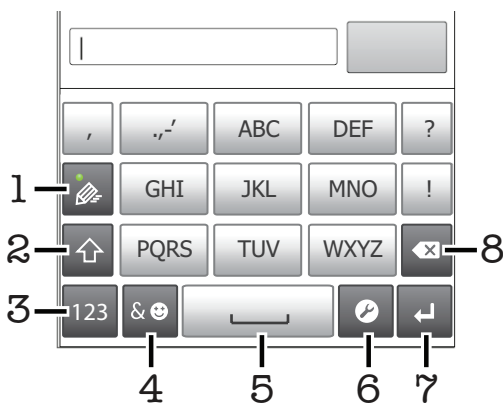 , .,-′ ABC DEF ?
1 GHI JKL MNO !
2 PQRS TUV WXYZ 8
3 123 &☻
4 5 6 7